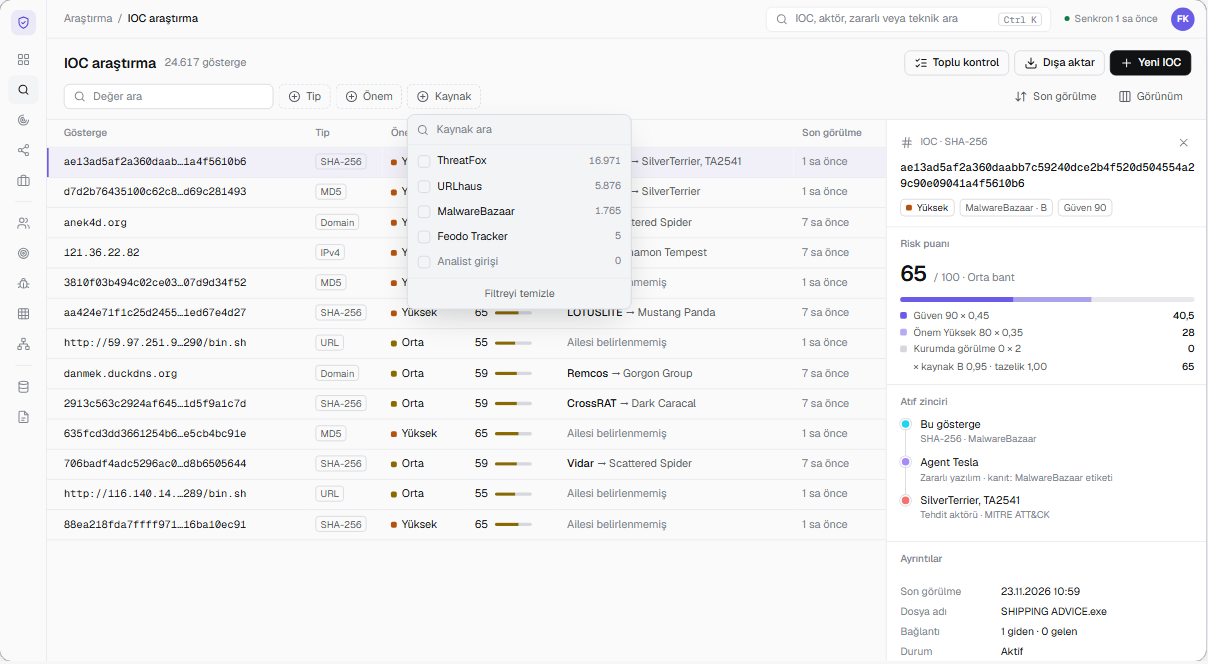 Araştırma / IOC araştırma
IOC, aktör, zararlı veya teknik ara Ctrl K
Senkron 1 sa önce
FK
IOC araştırma 24.617 gösterge
Toplu kontrol
Dışa aktar
Yeni IOC
Değer ara
Tip
Önem
Kaynak
Son görülme
Görünüm
Gösterge Tip Öne Son görülme
ae13ad5af2a360daab…1a4f5610b6 SHA-256 Y → SilverTerrier, TA2541 1 sa önce
d7d2b76435100c62c8…d69c281493 MD5 Y → SilverTerrier 1 sa önce
anek4d.org Domain Y tered Spider 7 sa önce
121.36.22.82 IPv4 Y amon Tempest 7 sa önce
3810f03b494c02ce03…07d9d34f52 MD5 Y nmemiş 1 sa önce
aa424e71f1c25d2455…1ed67e4d27 SHA-256 Yüksek 65 LOTUSLITE → Mustang Panda 7 sa önce
http://59.97.251.9…290/bin.sh URL Orta 55 Ailesi belirlenmemiş 1 sa önce
danmek.duckdns.org Domain Orta 59 Remcos → Gorgon Group 7 sa önce
2913c563c2924af645…1d5f9a1c7d SHA-256 Orta 59 CrossRAT → Dark Caracal 7 sa önce
635fcd3dd3661254b6…e5cb4bc91e MD5 Yüksek 65 Ailesi belirlenmemiş 1 sa önce
706badf4adc5296ac0…d8b6505644 SHA-256 Orta 59 Vidar → Scattered Spider 7 sa önce
http://116.140.14.…289/bin.sh URL Orta 55 Ailesi belirlenmemiş 1 sa önce
88ea218fda7ffff971…16ba10ec91 SHA-256 Yüksek 65 Ailesi belirlenmemiş 1 sa önce
Kaynak ara
ThreatFox 16.971
URLhaus 5.876
MalwareBazaar 1.765
Feodo Tracker 5
Analist girişi 0
Filtreyi temizle
IOC · SHA-256
ae13ad5af2a360daabb7c59240dce2b4f520d504554a2
9c90e09041a4f5610b6
Yüksek
MalwareBazaar · B
Güven 90
Risk puanı
65 / 100 · Orta bant
Güven 90 × 0,45 40,5
Önem Yüksek 80 × 0,35 28
Kurumda görülme 0 × 2 0
× kaynak B 0,95 · tazelik 1,00 65
Atıf zinciri
Bu gösterge
SHA-256 · MalwareBazaar
Agent Tesla
Zararlı yazılım · kanıt: MalwareBazaar etiketi
SilverTerrier, TA2541
Tehdit aktörü · MITRE ATT&CK
Ayrıntılar
Son görülme 23.11.2026 10:59
Dosya adı SHIPPING ADVICE.exe
Bağlantı 1 giden · 0 gelen
Durum Aktif